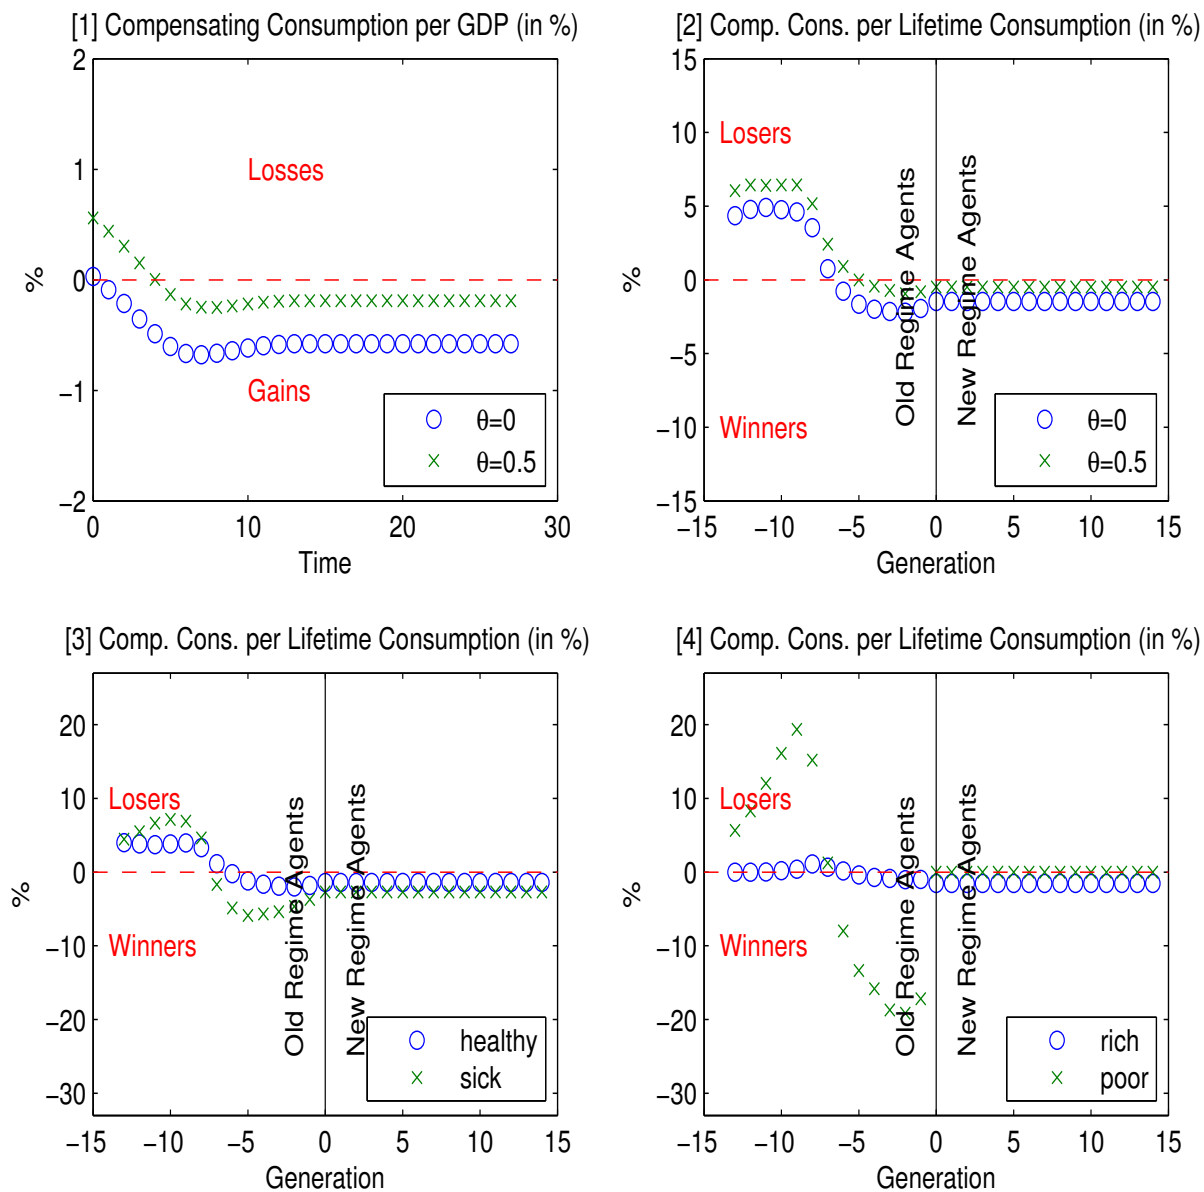 [1] Compensating Consumption per GDP (in %)
2
1
0
−1
−2
%
Losses
Gains
θ=0
θ=0.5
0
10
20
30
Time
[2] Comp. Cons. per Lifetime Consumption (in %)
15
10
5
0
−5
−10
−15
%
Losers
Winners
Old Regime Agents
New Regime Agents
θ=0
θ=0.5
−15
−10
−5
0
5
10
15
Generation
[3] Comp. Cons. per Lifetime Consumption (in %)
20
10
0
−10
−20
−30
%
Losers
Winners
Old Regime Agents
New Regime Agents
healthy
sick
−15
−10
−5
0
5
10
15
Generation
[4] Comp. Cons. per Lifetime Consumption (in %)
20
10
0
−10
−20
−30
%
Losers
Winners
Old Regime Agents
New Regime Agents
rich
poor
−15
−10
−5
0
5
10
15
Generation